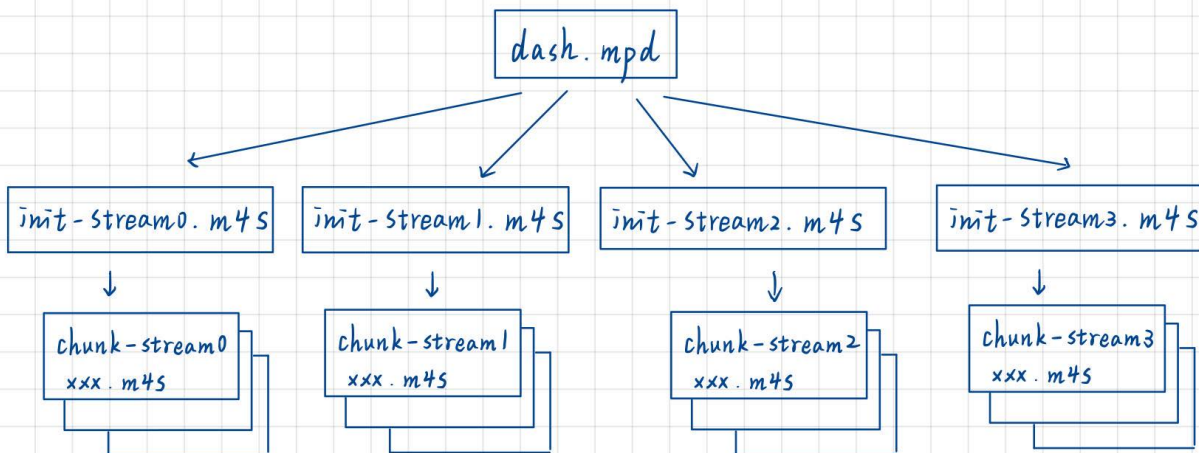 dash.mpd
init-stream0.m4s
init-stream1.m4s
init-stream2.m4s
init-stream3.m4s
chunk-stream0
xxx.m4s
chunk-stream1
xxx.m4s
chunk-stream2
xxx.m4s
chunk-stream3
xxx.m4s